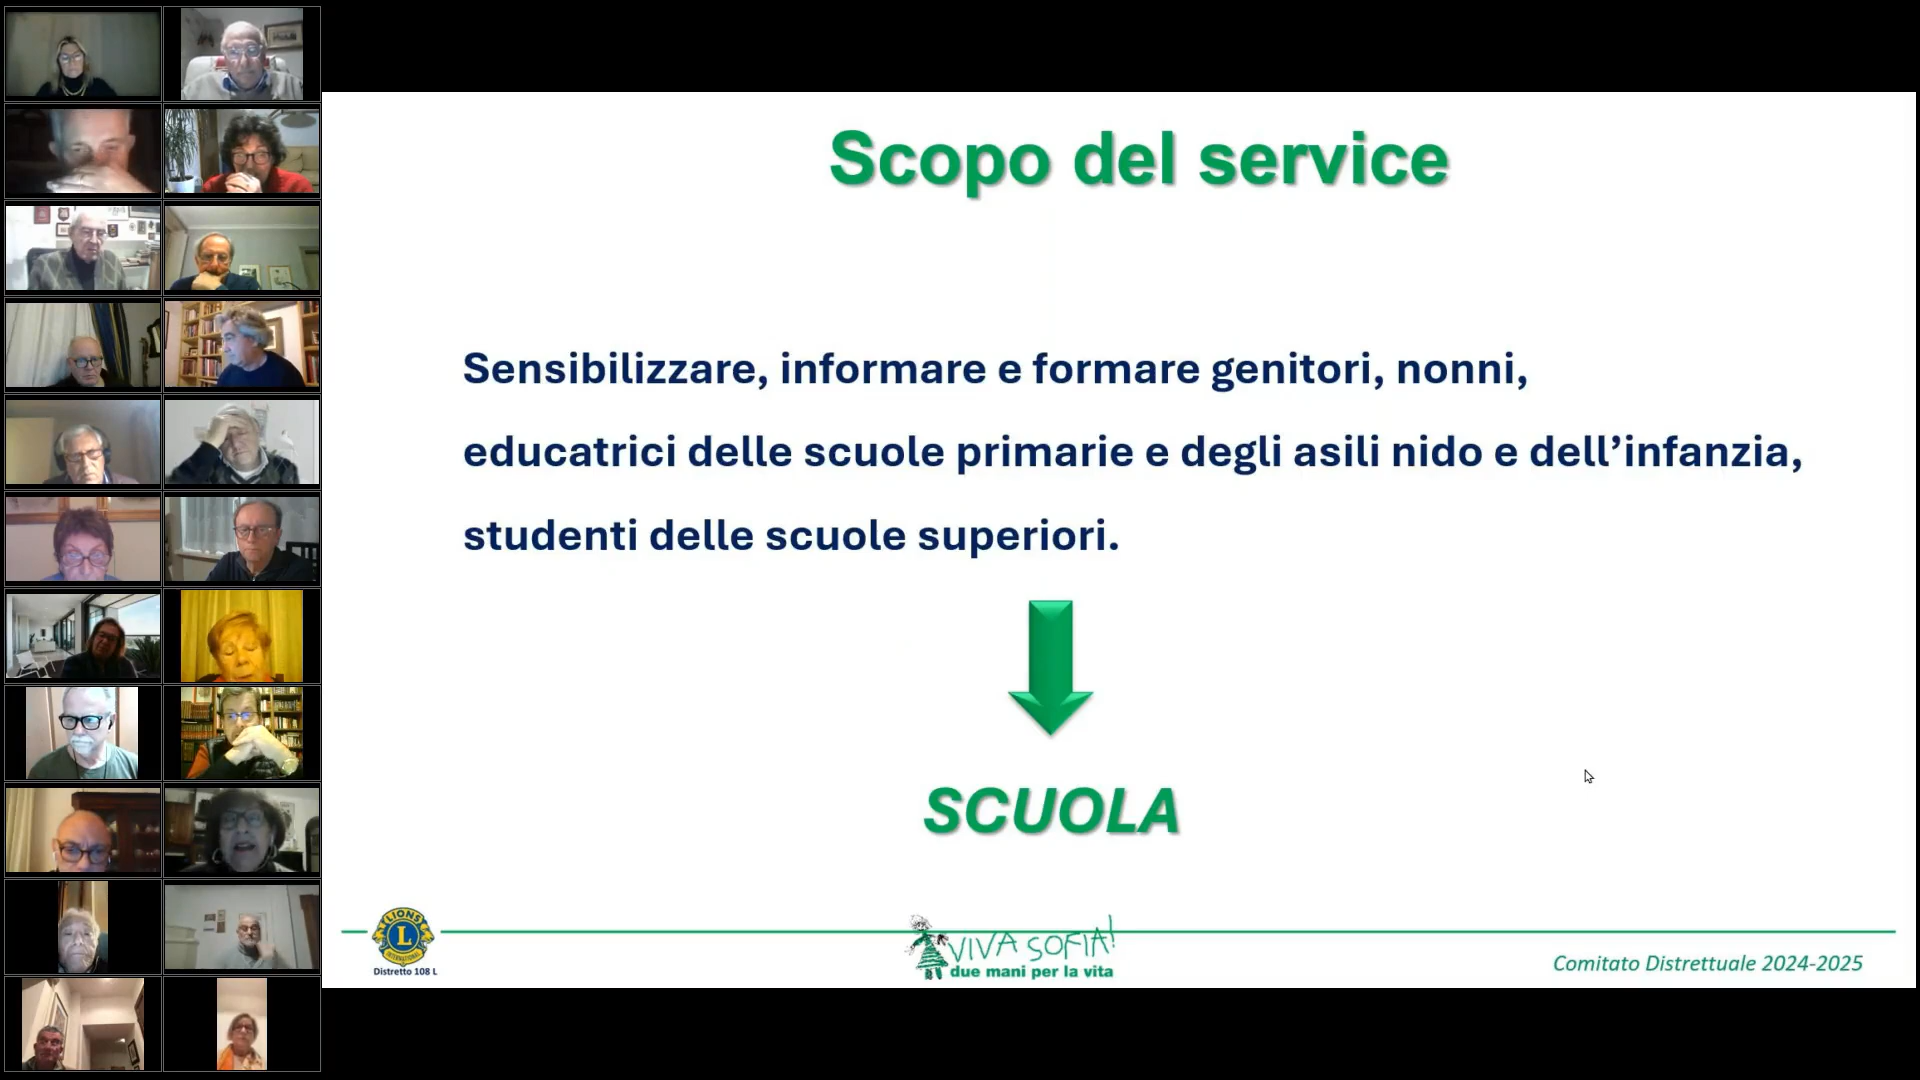 Scopo del service
Sensibilizzare, informare e formare genitori, nonni,
educatrici delle scuole primarie e degli asili nido e dell’infanzia,
studenti delle scuole superiori.
SCUOLA
LIONS
L
INTERNATIONAL
Distretto 108 L
VIVA SOFIA!
due mani per la vita
Comitato Distrettuale 2024-2025